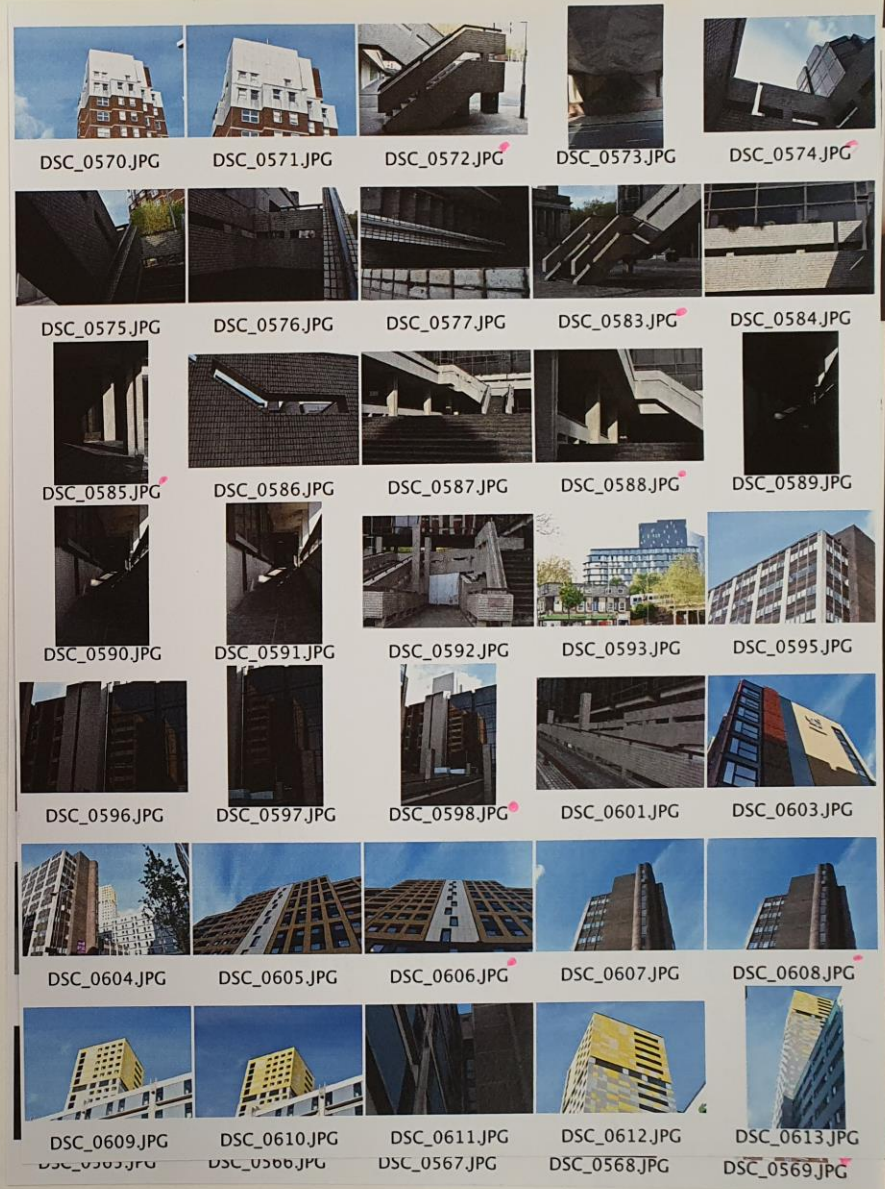 DSC_0570.JPG DSC_0571.JPG DSC_0572.JPG DSC_0573.JPG DSC_0574.JPG
DSC_0575.JPG DSC_0576.JPG DSC_0577.JPG DSC_0583.JPG DSC_0584.JPG
DSC_0585.JPG DSC_0586.JPG DSC_0587.JPG DSC_0588.JPG DSC_0589.JPG
DSC_0590.JPG DSC_0591.JPG DSC_0592.JPG DSC_0593.JPG DSC_0595.JPG
DSC_0596.JPG DSC_0597.JPG DSC_0598.JPG DSC_0601.JPG DSC_0603.JPG
DSC_0604.JPG DSC_0605.JPG DSC_0606.JPG DSC_0607.JPG DSC_0608.JPG
DSC_0609.JPG DSC_0610.JPG DSC_0611.JPG DSC_0612.JPG DSC_0613.JPG
DSC_0565.JPG DSC_0566.JPG DSC_0567.JPG DSC_0568.JPG DSC_0569.JPG